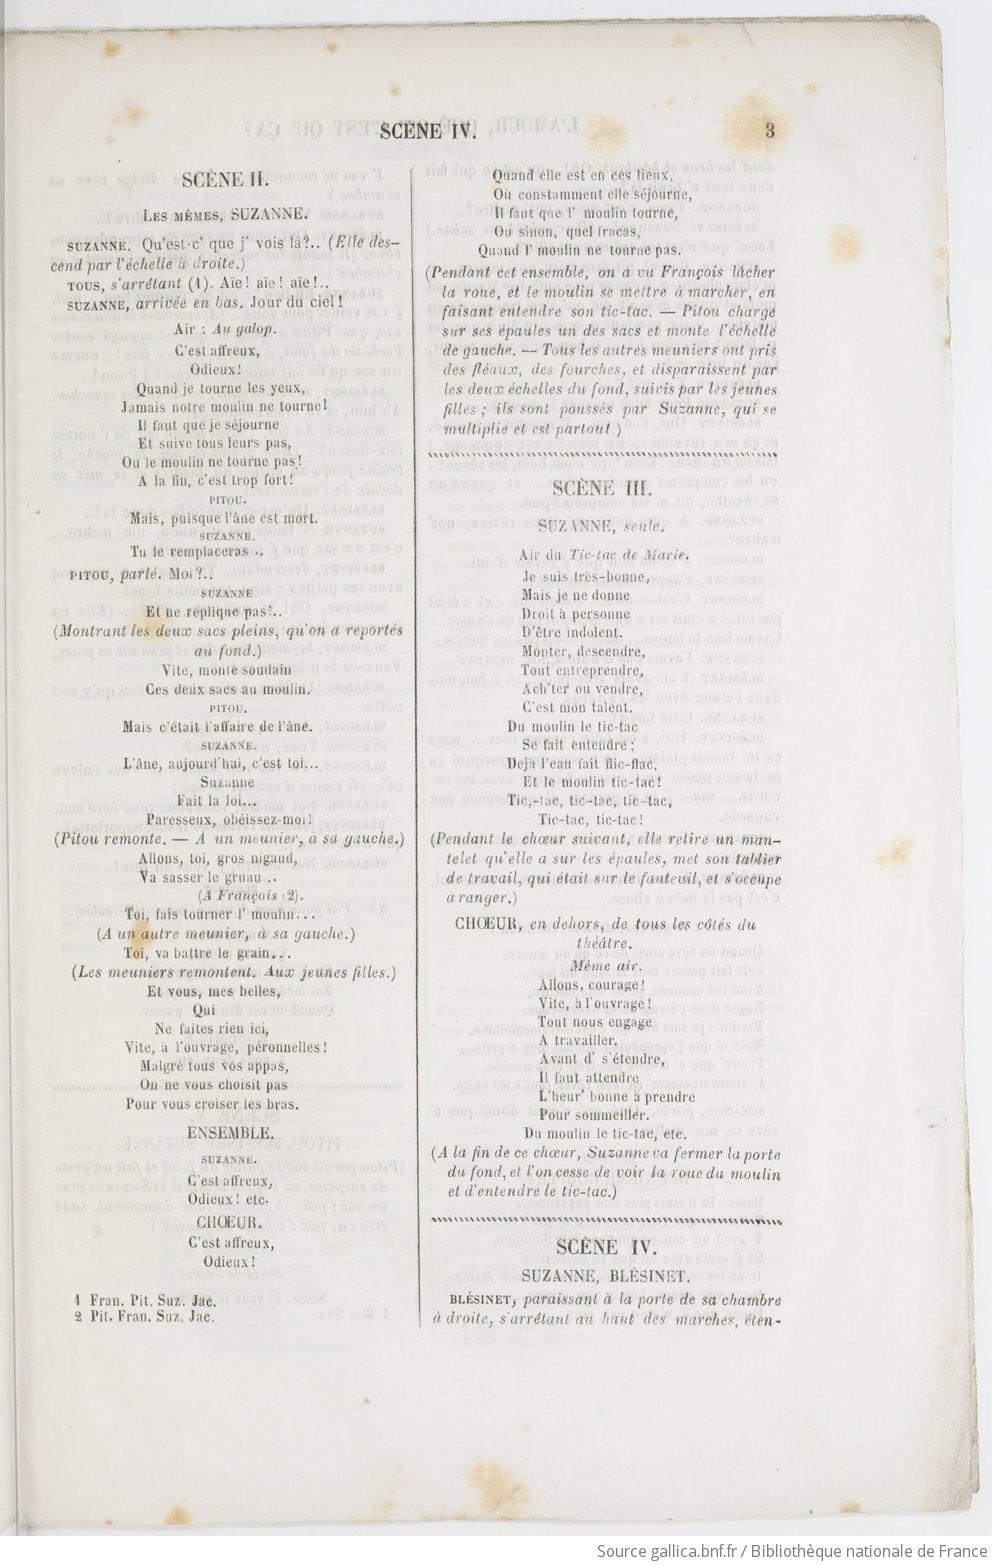 SCÈNE IV. 3
SCÈNE II.
LES MÊMES, SUZANNE.
SUZANNE. Qu'est-c' que j' vois là?.. (Elle des-
cend par l'échelle à droite.)
TOUS, s'arrêtant (1). Aïe! aïe! aïe!..
SUZANNE, arrivée en bas. Jour du ciel!
Air : Au galop.
C'est affreux,
Odieux!
Quand je tourne les yeux,
Jamais notre moulin ne tourne!
Il faut que je séjourne
Et suive tous leurs pas,
Ou le moulin ne tourne pas!
A la fin, c'est trop fort!
PITOU.
Mais, puisque l'âne est mort.
SUZANNE.
Tu le remplaceras ..
PITOU, parlé. Moi?..
SUZANNE
Et ne réplique pas!..
(Montrant les deux sacs pleins, qu'on a reportés
au fond.)
Vite, monte soudain
Ces deux sacs au moulin.
PITOU.
Mais c'était l'affaire de l'âne.
SUZANNE.
L'âne, aujourd'hui, c'est toi...
Suzanne
Fait la loi...
Paresseux, obéissez-moi!
(Pitou remonte. — A un meunier, à sa gauche.)
Allons, toi, gros nigaud,
Va sasser le gruau ..
(A François (2).
Toi, fais tourner l' moulin...
(A un autre meunier, à sa gauche.)
Toi, va battre le grain...
(Les meuniers remontent. Aux jeunes filles.)
Et vous, mes belles,
Qui
Ne faites rien ici,
Vite, à l'ouvrage, péronnelles!
Malgré tous vos appas,
On ne vous choisit pas
Pour vous croiser les bras.
ENSEMBLE.
SUZANNE.
C'est affreux,
Odieux! etc.
CHŒUR.
C'est affreux,
Odieux!
1 Fran. Pit. Suz. Jac.
2 Pit. Fran. Suz. Jac.
Quand elle est en ces lieux,
Où constamment elle séjourne,
Il faut que l' moulin tourne,
Ou sinon, quel fracas,
Quand l' moulin ne tourne pas.
(Pendant cet ensemble, on a vu François lâcher
la roue, et le moulin se mettre à marcher, en
faisant entendre son tic-tac. — Pitou charge
sur ses épaules un des sacs et monte l'échelle
de gauche. — Tous les autres meuniers ont pris
des fléaux, des fourches, et disparaissent par
les deux échelles du fond, suivis par les jeunes
filles ; ils sont poussés par Suzanne, qui se
multiplie et est partout )
SCÈNE III.
SUZANNE, seule.
Air du Tic-tac de Marie.
Je suis très-bonne,
Mais je ne donne
Droit à personne
D'être indolent.
Monter, descendre,
Tout entreprendre,
Ach'ter ou vendre,
C'est mon talent.
Du moulin le tic-tac
Se fait entendre;
Déjà l'eau fait flic-flac,
Et le moulin tic-tac!
Tic,-tac, tic-tac, tic-tac,
Tic-tac, tic-tac!
(Pendant le chœur suivant, elle retire un man-
telet qu'elle a sur les épaules, met son tablier
de travail, qui était sur le fauteuil, et s'occupe
a ranger.)
CHŒUR, en dehors, de tous les côtés du
théâtre.
Même air.
Allons, courage!
Vite, à l'ouvrage!
Tout nous engage
A travailler.
Avant d' s'étendre,
Il faut attendre
L'heur' bonne à prendre
Pour sommeiller.
Du moulin le tic-tac, etc.
(A la fin de ce chœur, Suzanne va fermer la porte
du fond, et l'on cesse de voir la roue du moulin
et d'entendre le tic-tac.)
SCÈNE IV.
SUZANNE, BLÉSINET.
BLÉSINET, paraissant à la porte de sa chambre
à droite, s'arrêtant au haut des marches, éten-
Source gallica.bnf.fr / Bibliothèque nationale de France